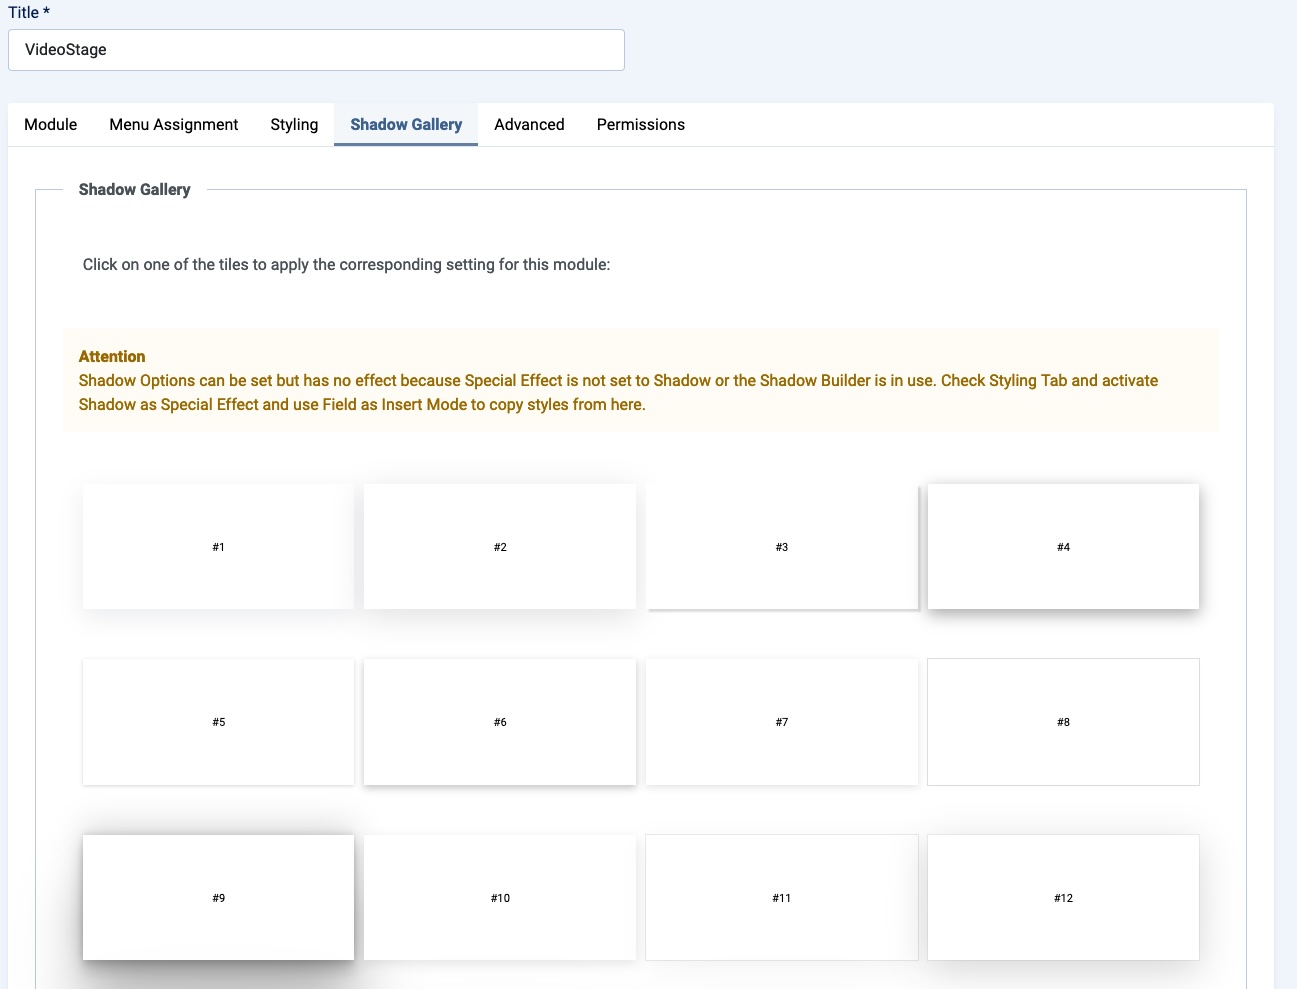 Title *
VideoStage
Module Menu Assignment Styling Shadow Gallery Advanced Permissions
Shadow Gallery
Click on one of the tiles to apply the corresponding setting for this module:
Attention
Shadow Options can be set but has no effect because Special Effect is not set to Shadow or the Shadow Builder is in use. Check Styling Tab and activate
Shadow as Special Effect and use Field as Insert Mode to copy styles from here.
#1 #2 #3 #4
#5 #6 #7 #8
#9 #10 #11 #12